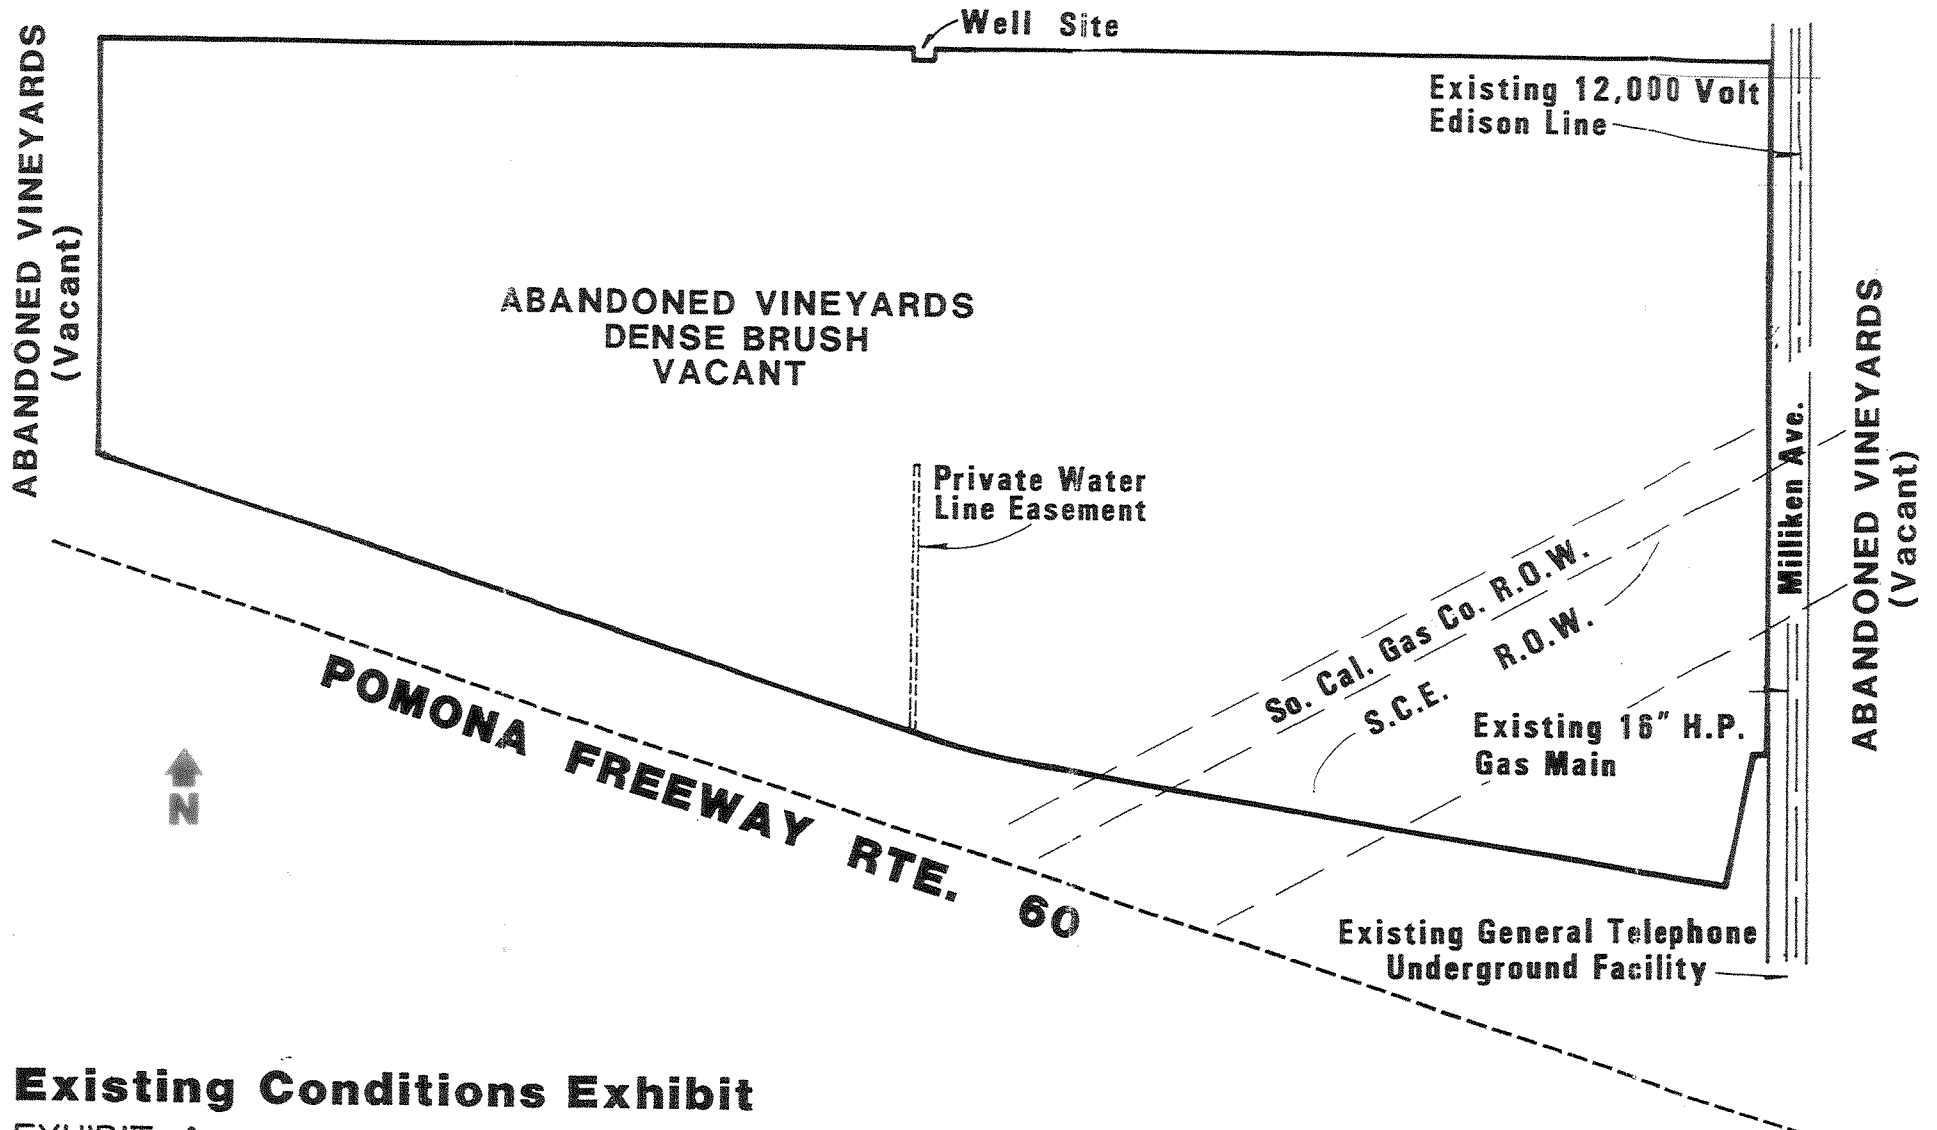 Well Site
Existing 12,000 Volt
Edison Line
ABANDONED VINEYARDS
(Vacant)
ABANDONED VINEYARDS
DENSE BRUSH
VACANT
Private Water
Line Easement
Milliken Ave.
ABANDONED VINEYARDS
(Vacant)
So. Cal. Gas Co. R.O.W.
S.C.E. R.O.W.
Existing 16" H.P.
Gas Main
POMONA FREEWAY RTE. 60
N
Existing General Telephone
Underground Facility
Existing Conditions Exhibit